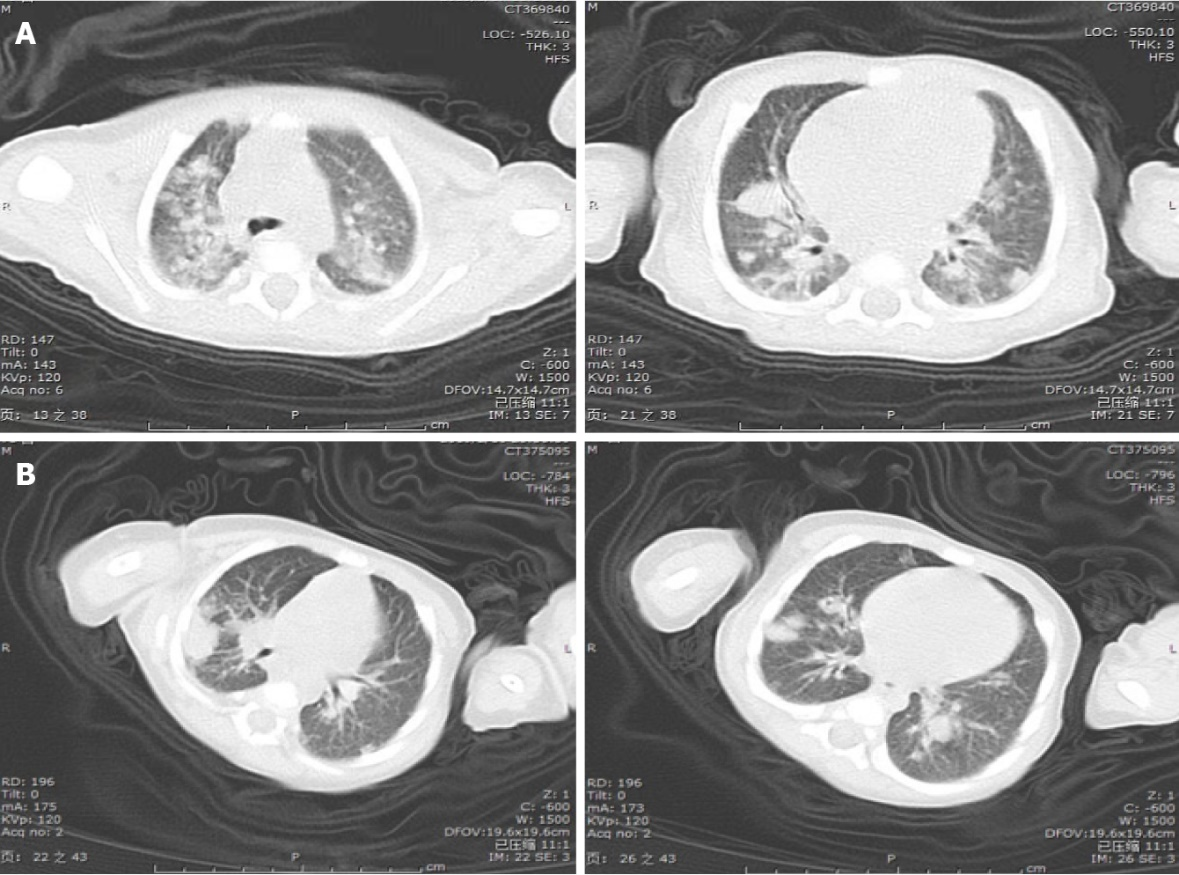 A
M
CT369840
---
LOC: -526.10
THK: 3
HFS
R
L
RD: 147
Tilt: 0
mA: 143
KVp: 120
Acq no: 6
页: 13 之 38
P
cm
Z: 1
C: -600
W: 1500
DFOV:14.7x14.7cm
已压缩 11:1
IM: 13 SE: 7
M
CT369840
---
LOC: -550.10
THK: 3
HFS
R
L
RD: 147
Tilt: 0
mA: 143
KVp: 120
Acq no: 6
页: 21 之 38
P
cm
Z: 1
C: -600
W: 1500
DFOV:14.7x14.7cm
已压缩 11:1
IM: 21 SE: 7
B
M
CT375095
---
LOC: -784
THK: 3
HFS
R
L
RD: 196
Tilt: 0
mA: 175
KVp: 120
Acq no: 2
页: 22 之 43
P
cm
Z: 1
C: -600
W: 1500
DFOV:19.6x19.6cm
已压缩 11:1
IM: 22 SE: 3
M
CT375095
---
LOC: -796
THK: 3
HFS
R
L
RD: 196
Tilt: 0
mA: 173
KVp: 120
Acq no: 2
页: 26 之 43
P
cm
Z: 1
C: -600
W: 1500
DFOV:19.6x19.6cm
已压缩 11:1
IM: 26 SE: 3